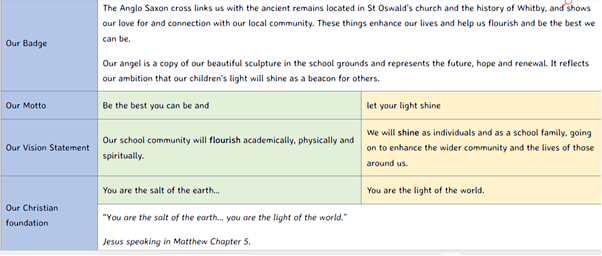 The Anglo Saxon cross links us with the ancient remains located in St Oswald's church and the history of Whitby, and shows
our love for and connection with our local community. These things enhance our lives and help us flourish and be the best we
can be.
Our Badge
Our angel is a copy of our beautiful sculpture in the school grounds and represents the future, hope and renewal. It reflects
our ambition that our children's light will shine as a beacon for others.
Our Motto
Be the best you can be and
let your light shine
Our Vision Statement
Our school community will flourish academically, physically and
spiritually.
We will shine as individuals and as a school family, going
on to enhance the wider community and the lives of those
around us.
Our Christian
foundation
You are the salt of the earth...
You are the light of the world.
"You are the salt of the earth... you are the light of the world."
Jesus speaking in Matthew Chapter 5.